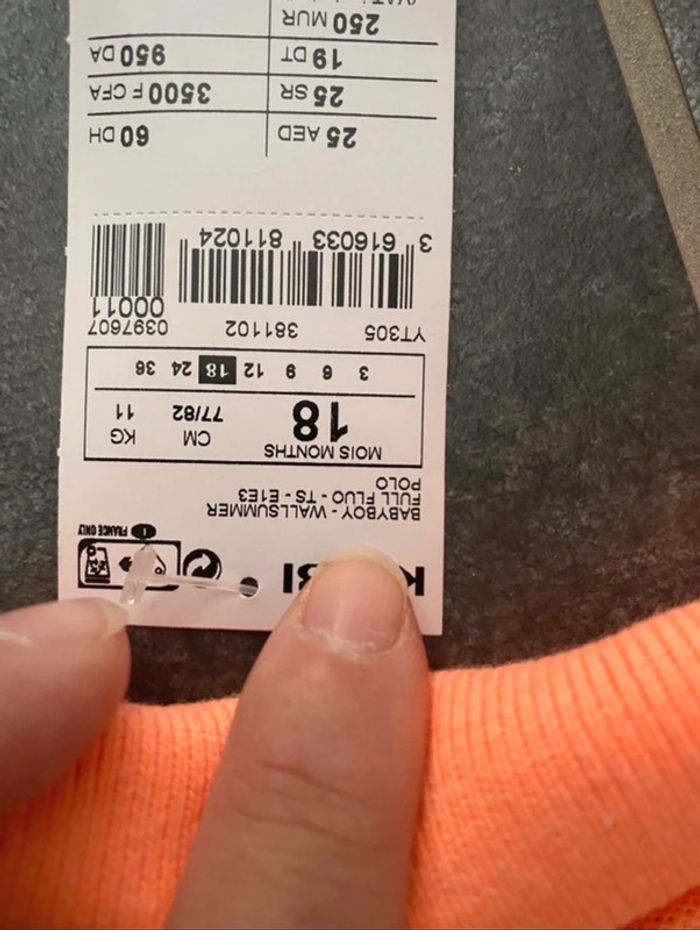 FRANCE ONLY
BABYBOY - WALLSUMMER
FULL FLUO - TS - E1E3
POLO
MOIS MONTHS CM KG
18 77/82 11
3 6 9 12 18 24 36
YT305 381102 0397607
00011
3 616033 811024
25 AED 60 DH
25 SR 3500 F CFA
19 DT 950 DA
250 MUR